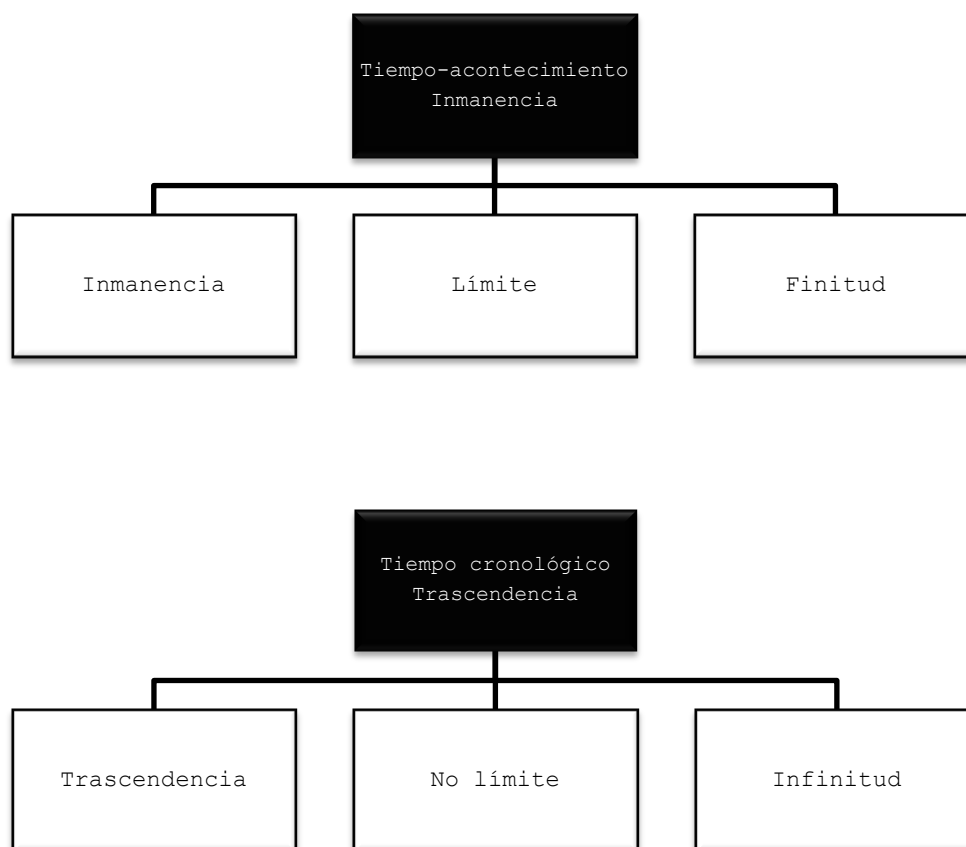 Tiempo-acontecimiento
Inmanencia
Inmanencia
Límite
Finitud
Tiempo cronológico
Trascendencia
Trascendencia
No límite
Infinitud